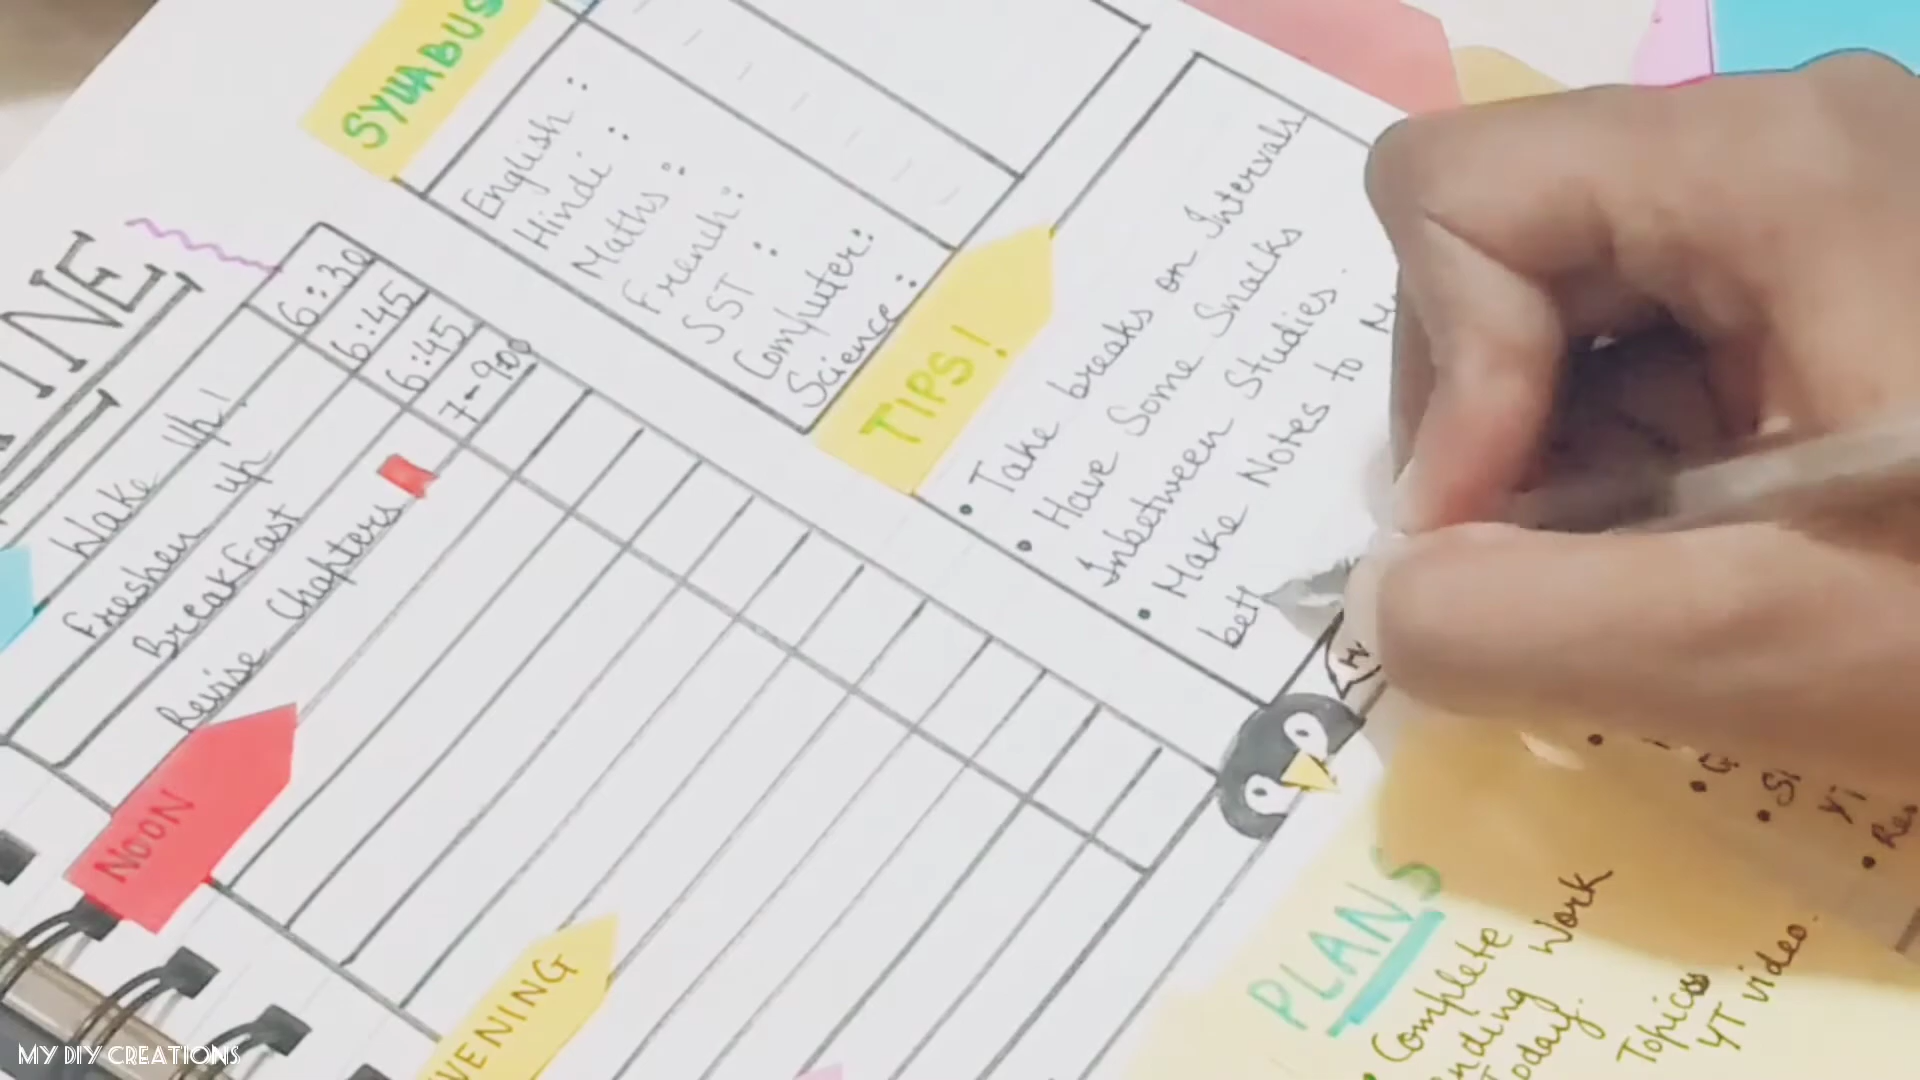 SYLLABUS
English :
Hindi :
Maths :
French :
SST :
Computer:
Science :
TIPS!
• Take breaks on Intervals
• Have Some Snacks
Inbetween Studies.
• Make Notes to
6:30
6:45
6:45
7-9:00
Wake Up!
Freshen up
BreakFast
Revise Chapters
NOON
PLANS
• Complete
Work
Today.
Topics
YT video.
MY DIY CREATIONS